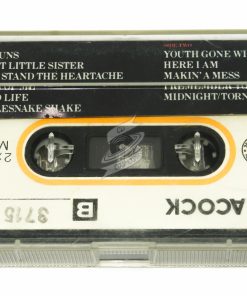 UNS
SIDE TWO
T LITTLE SISTER
YOUTH GONE WI
STAND THE HEARTACHE
HERE I AM
MAKIN' A MESS
LIFE
ESNAKE SHAKE
MIDNIGHT/TORN
ACOCK
B
3715